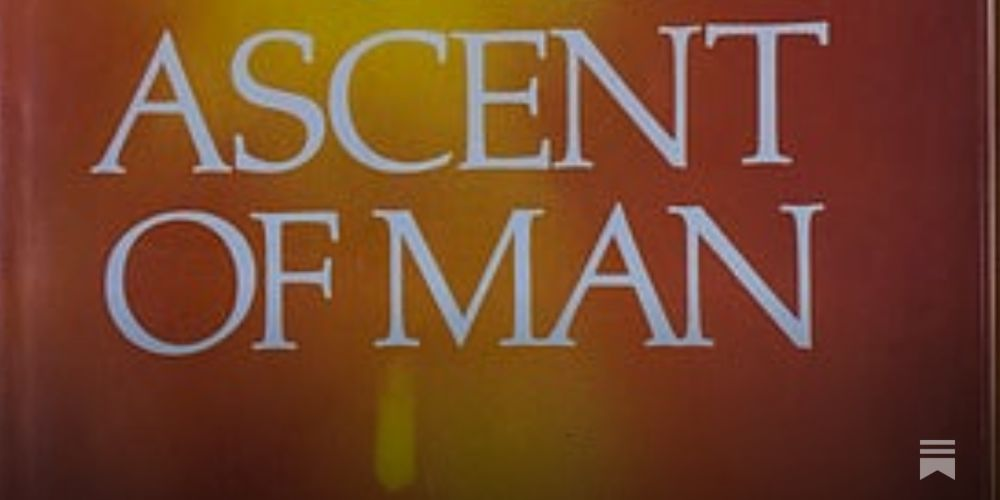 ASCENT
OF MAN